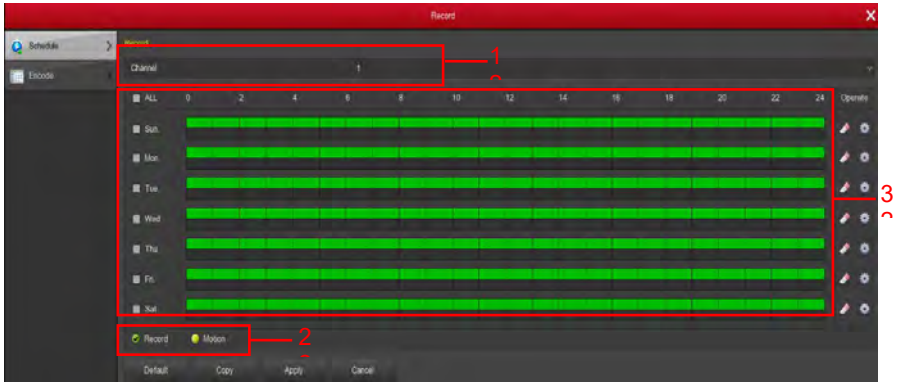 Record X
Schedule
Encode
Record
Channel 1
1
ALL 0 2 4 6 8 10 12 14 16 18 20 22 24 Operate
Sun.
Mon.
Tue.
Wed
Thu.
Fri.
Sat
3
Record Motion
2
Default Copy Apply Cancel